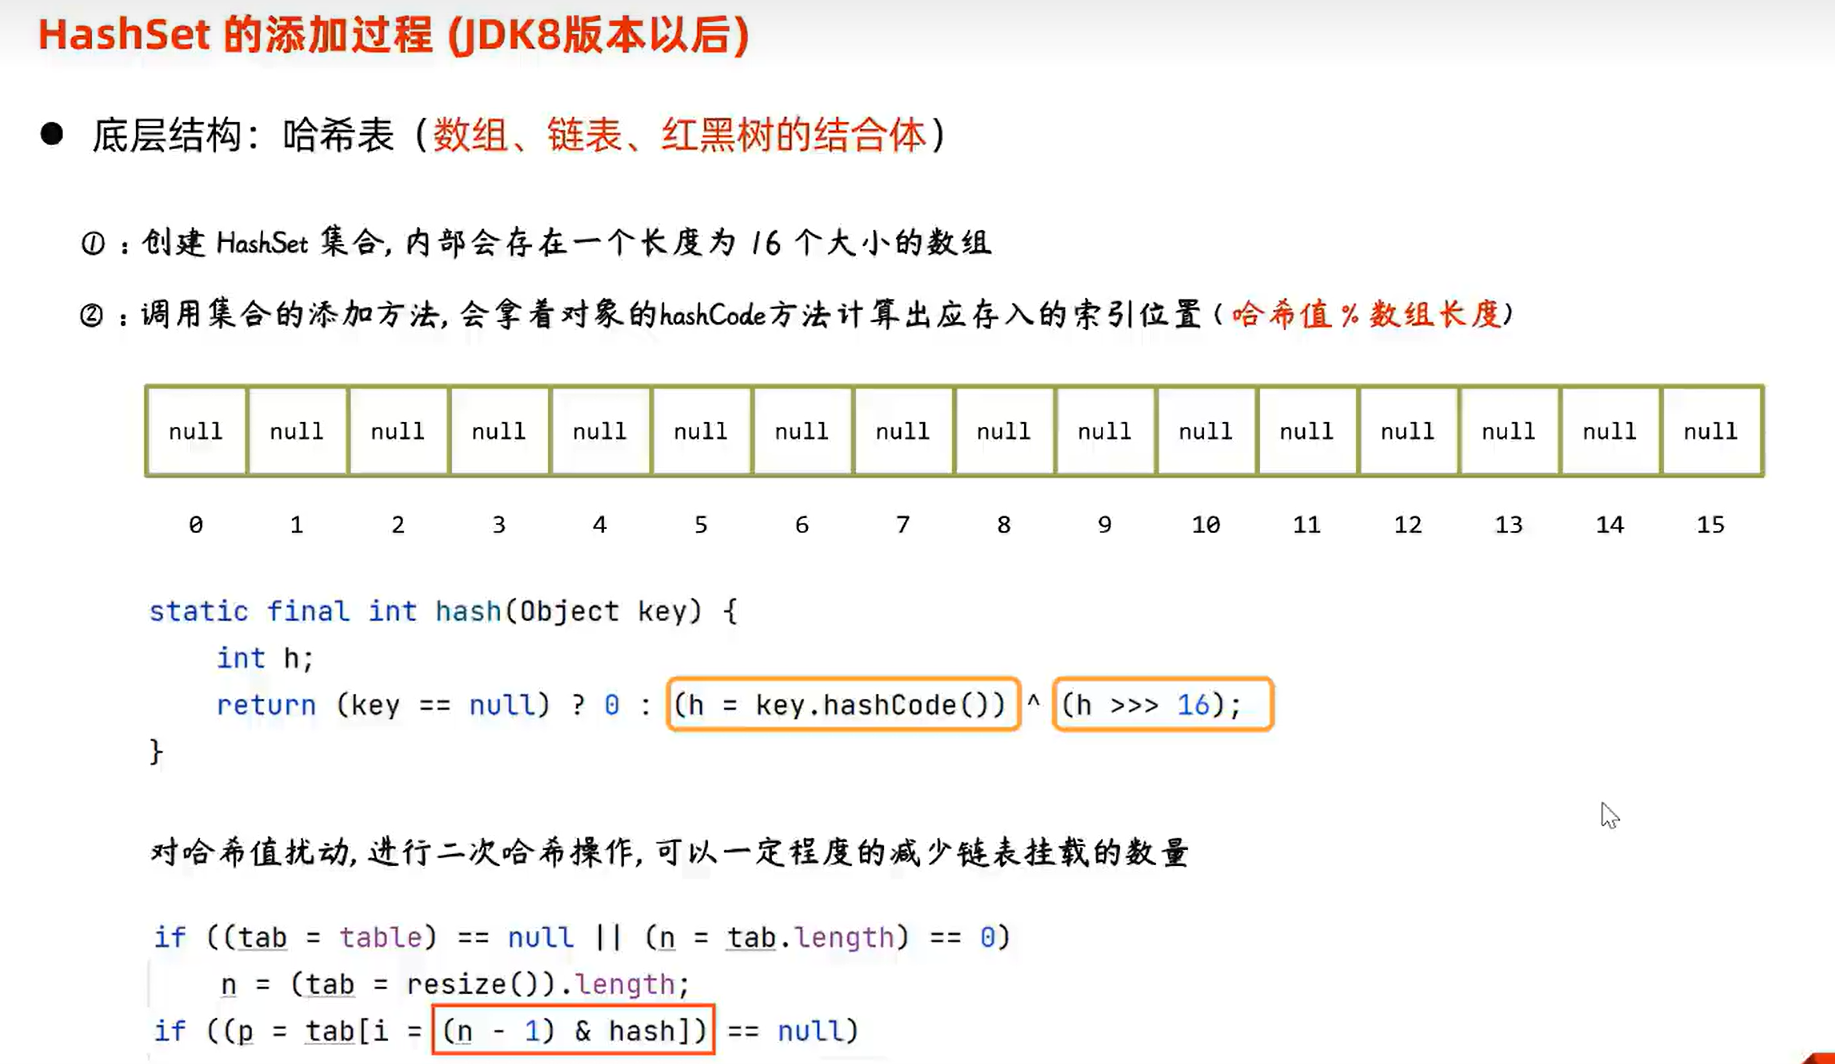 HashSet 的添加过程 (JDK8版本以后)
● 底层结构：哈希表（数组、链表、红黑树的结合体）
①：创建 HashSet 集合, 内部会存在一个长度为 16 个大小的数组
②：调用集合的添加方法, 会拿着对象的hashCode方法计算出应存入的索引位置 ( 哈希值 % 数组长度)
null null null null null null null null null null null null null null null null
0 1 2 3 4 5 6 7 8 9 10 11 12 13 14 15
static final int hash(Object key) {
int h;
return (key == null) ? 0 : (h = key.hashCode()) ^ (h >>> 16);
}
对哈希值扰动, 进行二次哈希操作, 可以一定程度的减少链表挂载的数量
if ((tab = table) == null || (n = tab.length) == 0)
n = (tab = resize()).length;
if ((p = tab[i = (n - 1) & hash]) == null)